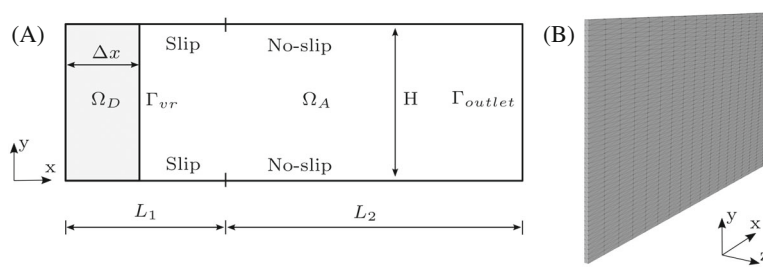 (A)
Slip
No-slip
(B)
Δx
Ω_D
Γ_vr
Ω_A
H
Γ_outlet
y
x
Slip
No-slip
L_1
L_2
y
x
z